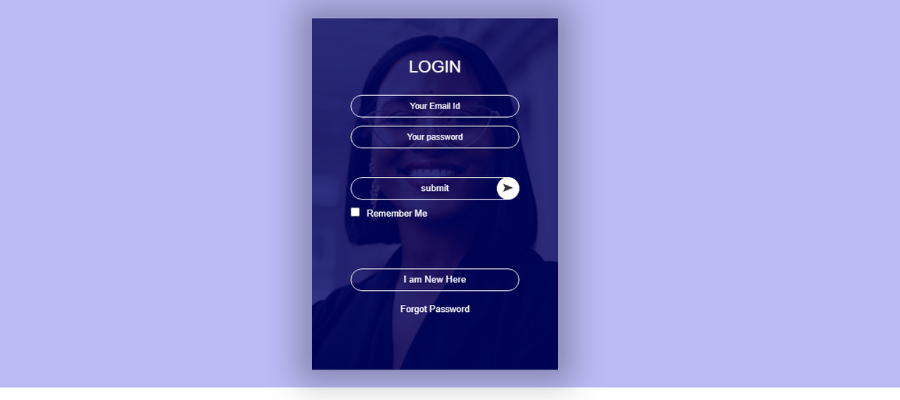 LOGIN
Your Email Id
Your password
submit
Remember Me
I am New Here
Forgot Password